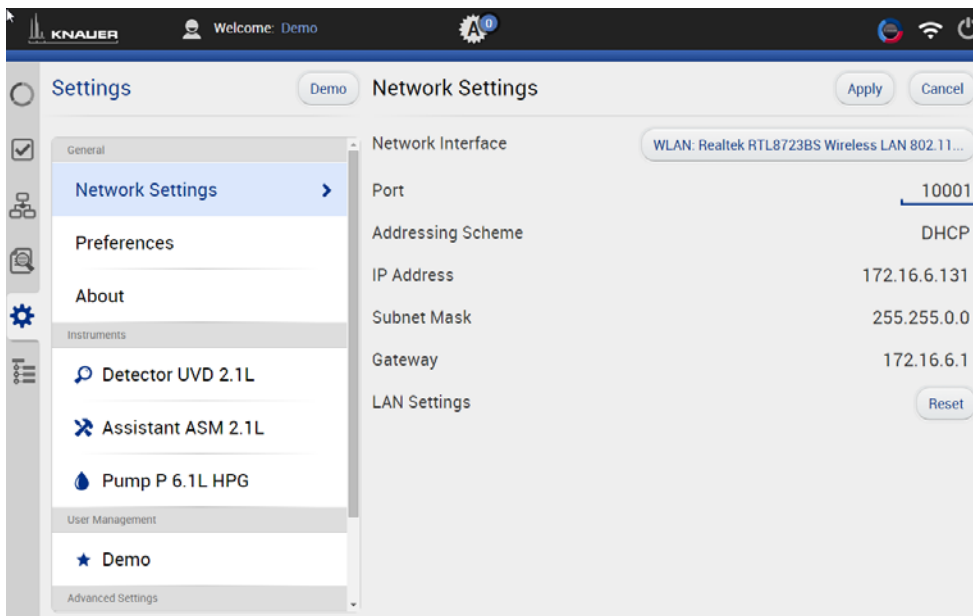 KNAUER
Welcome: Demo
A 0
Settings
Demo
General
Network Settings
Preferences
About
Instruments
Detector UVD 2.1L
Assistant ASM 2.1L
Pump P 6.1L HPG
User Management
Demo
Advanced Settings
Network Settings
Apply Cancel
Network Interface WLAN: Realtek RTL8723BS Wireless LAN 802.11...
Port 10001
Addressing Scheme DHCP
IP Address 172.16.6.131
Subnet Mask 255.255.0.0
Gateway 172.16.6.1
LAN Settings Reset